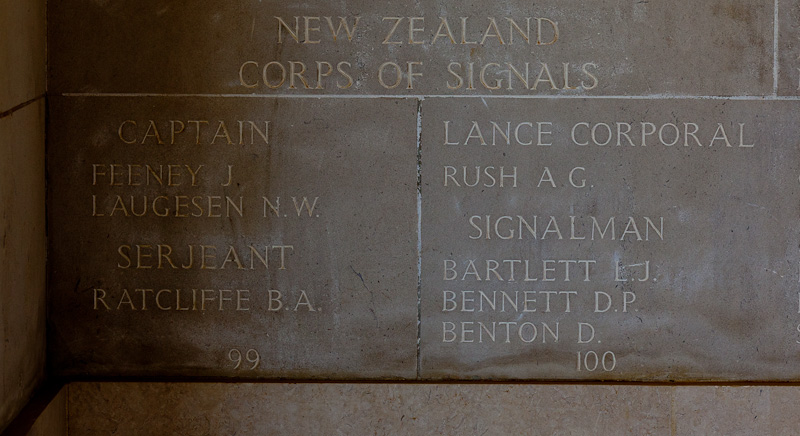 NEW ZEALAND
CORPS OF SIGNALS
CAPTAIN
FEENEY J.
LAUGESEN N.W.
SERJEANT
RATCLIFFE B.A.
99
LANCE CORPORAL
RUSH A.G.
SIGNALMAN
BARTLETT L.J.
BENNETT D.P.
BENTON D.
100